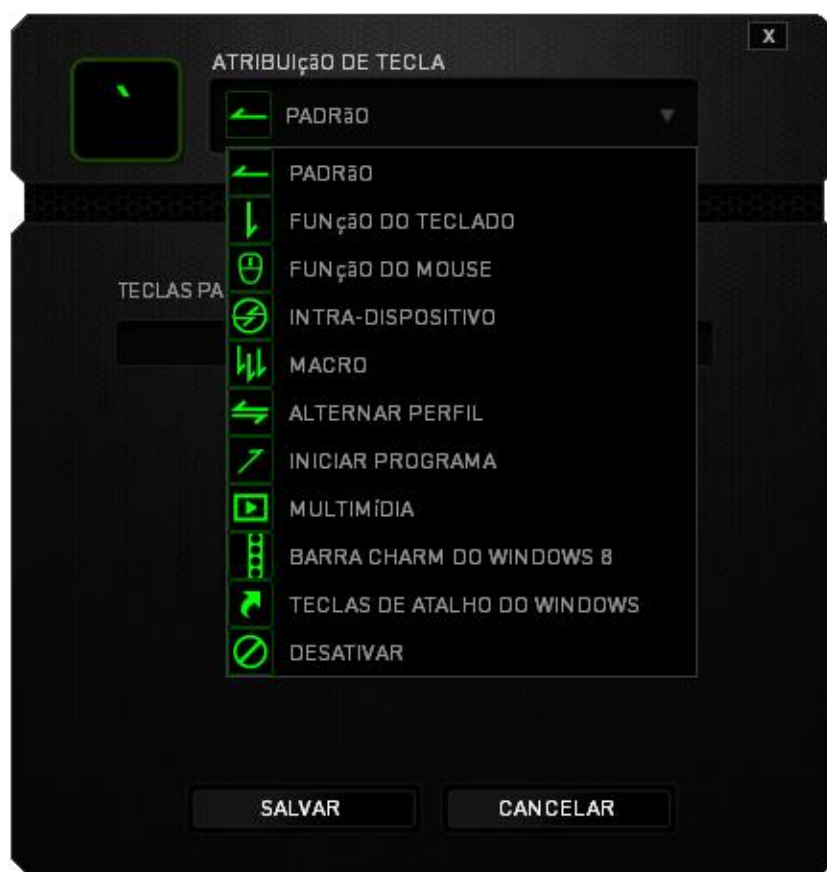 X
ATRIBUIçãO DE TECLA
`
PADRãO
PADRãO
FUNçãO DO TECLADO
FUNçãO DO MOUSE
TECLAS PA
INTRA-DISPOSITIVO
MACRO
ALTERNAR PERFIL
INICIAR PROGRAMA
MULTIMíDIA
BARRA CHARM DO WINDOWS 8
TECLAS DE ATALHO DO WINDOWS
DESATIVAR
SALVAR
CANCELAR